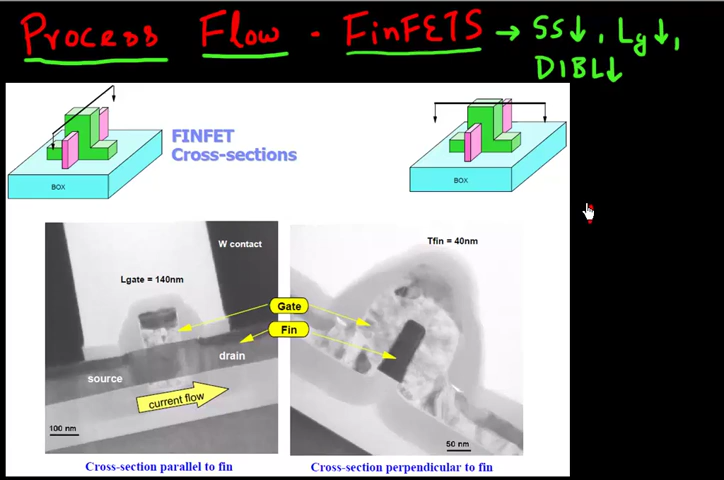 Process Flow - FinFETS → SS↓, Lg↓,
DIBL↓
FINFET
Cross-sections
BOX
BOX
W contact
Lgate = 140nm
Tfin = 40nm
Gate
Fin
source
drain
current flow
100 nm
50 nm
Cross-section parallel to fin
Cross-section perpendicular to fin